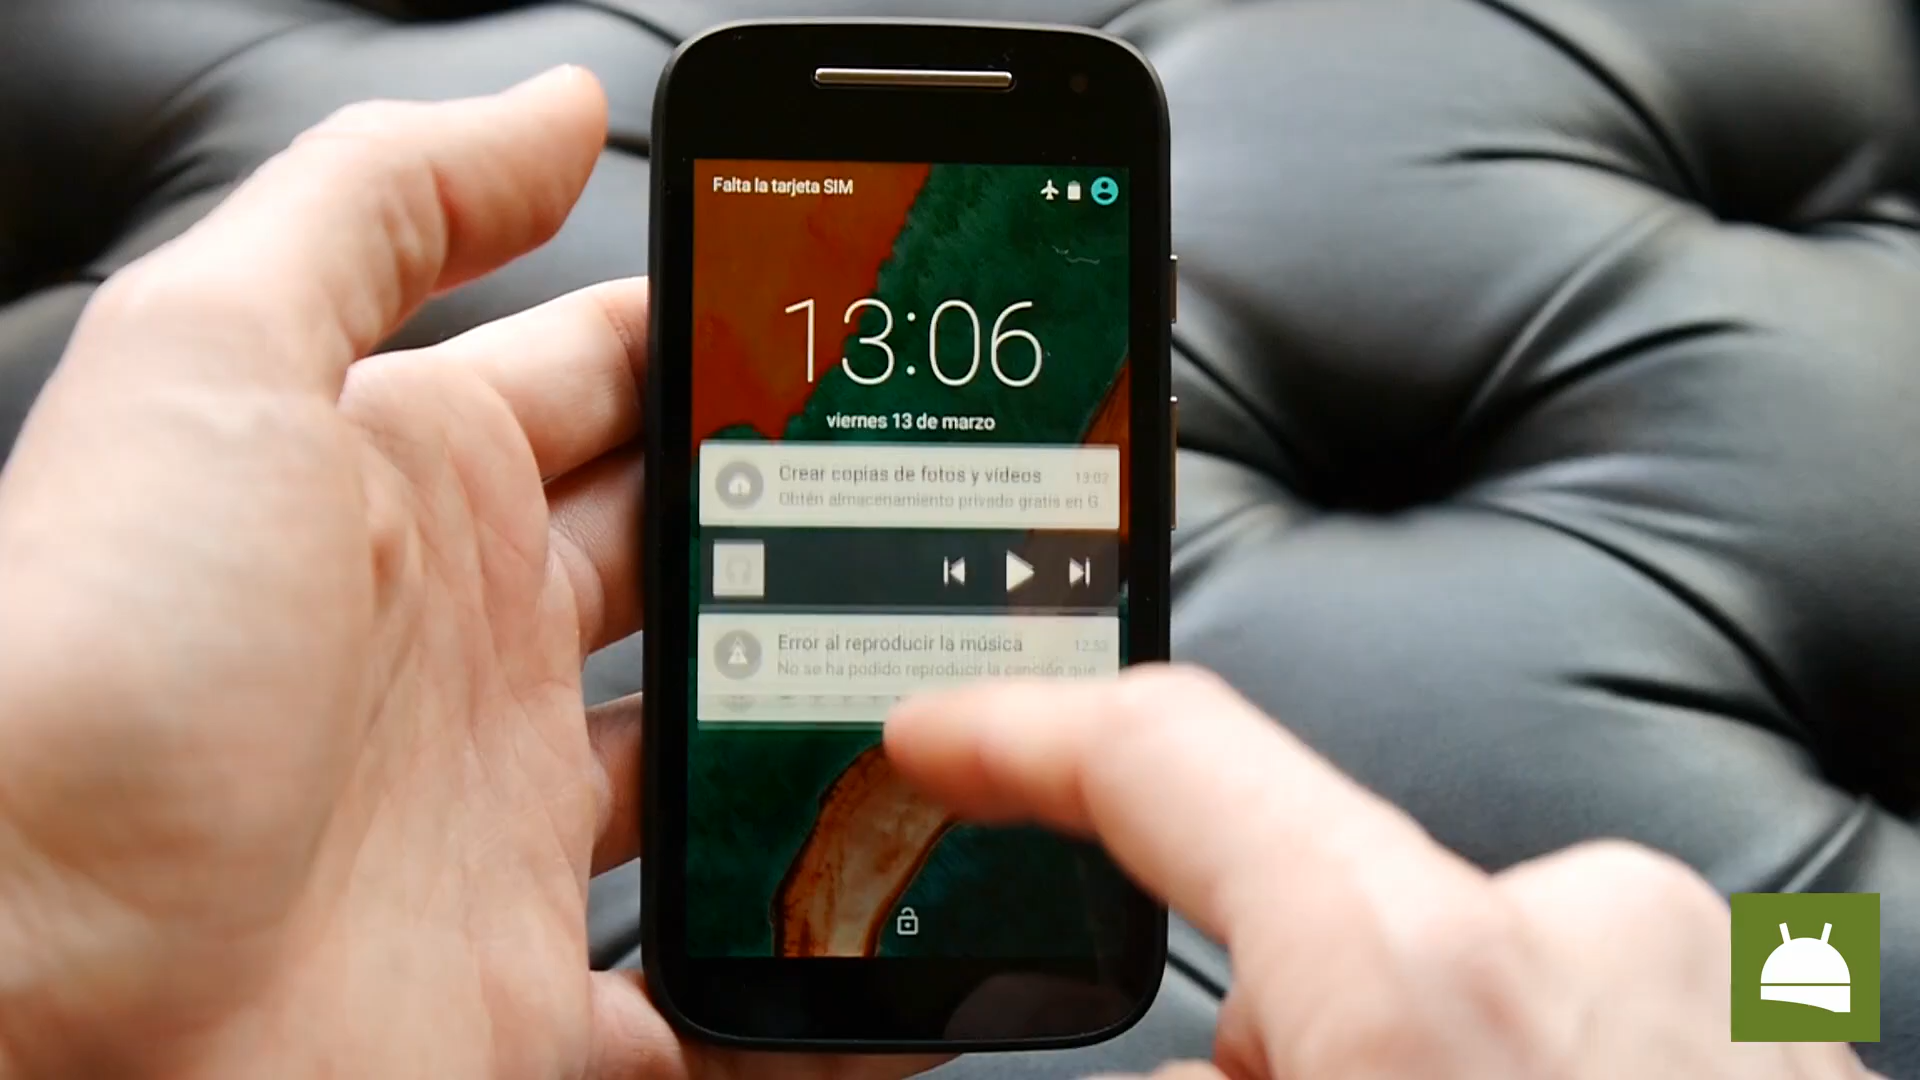 Falta la tarjeta SIM
13:06
viernes 13 de marzo
Crear copias de fotos y vídeos 13:02
Obtén almacenamiento privado gratis en G
Error al reproducir la música 12:53
No se ha podido reproducir la canción que